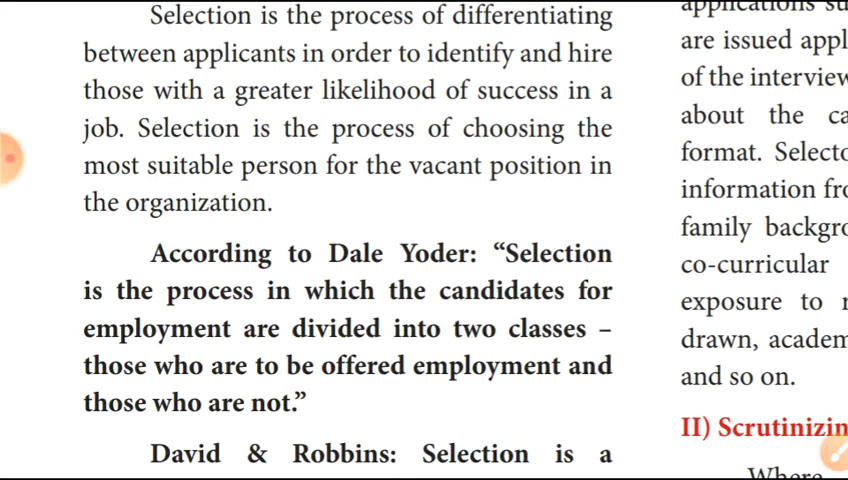 Selection is the process of differentiating
between applicants in order to identify and hire
those with a greater likelihood of success in a
job. Selection is the process of choosing the
most suitable person for the vacant position in
the organization.
According to Dale Yoder: “Selection
is the process in which the candidates for
employment are divided into two classes –
those who are to be offered employment and
those who are not.”
David & Robbins: Selection is a
applications
are issued
of the interview
about the
format.
information
family
co-curricular
exposure to
drawn,
and so on.
II)
Where